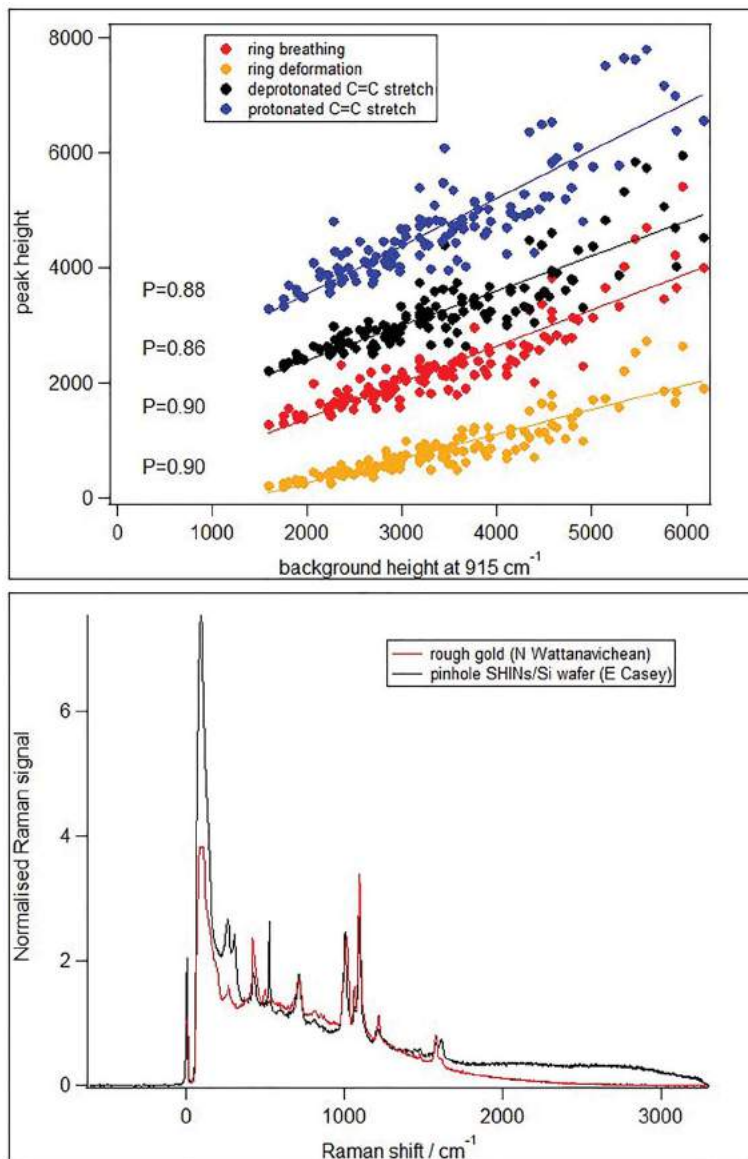 8000
6000
4000
2000
0
peak height
ring breathing
ring deformation
deprotonated C=C stretch
protonated C=C stretch
P=0.88
P=0.86
P=0.90
P=0.90
0 1000 2000 3000 4000 5000 6000
background height at 915 cm⁻¹
6
4
2
0
Normalised Raman signal
rough gold (N Wattanavichean)
pinhole SHINs/Si wafer (E Casey)
0 1000 2000 3000
Raman shift / cm⁻¹